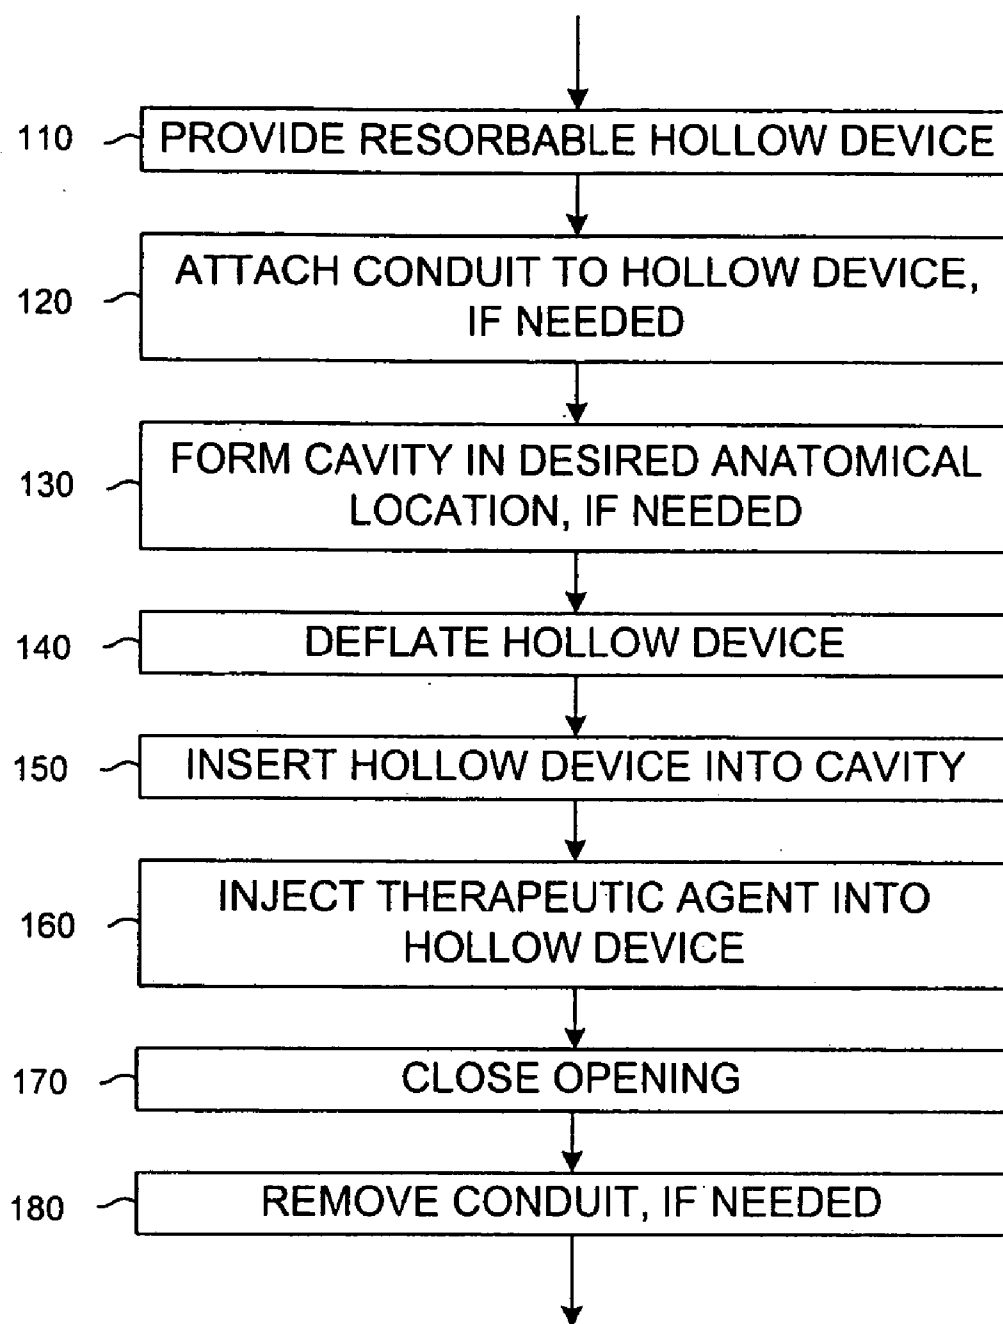 110 PROVIDE RESORBABLE HOLLOW DEVICE
120 ATTACH CONDUIT TO HOLLOW DEVICE,
IF NEEDED
130 FORM CAVITY IN DESIRED ANATOMICAL
LOCATION, IF NEEDED
140 DEFLATE HOLLOW DEVICE
150 INSERT HOLLOW DEVICE INTO CAVITY
160 INJECT THERAPEUTIC AGENT INTO
HOLLOW DEVICE
170 CLOSE OPENING
180 REMOVE CONDUIT, IF NEEDED